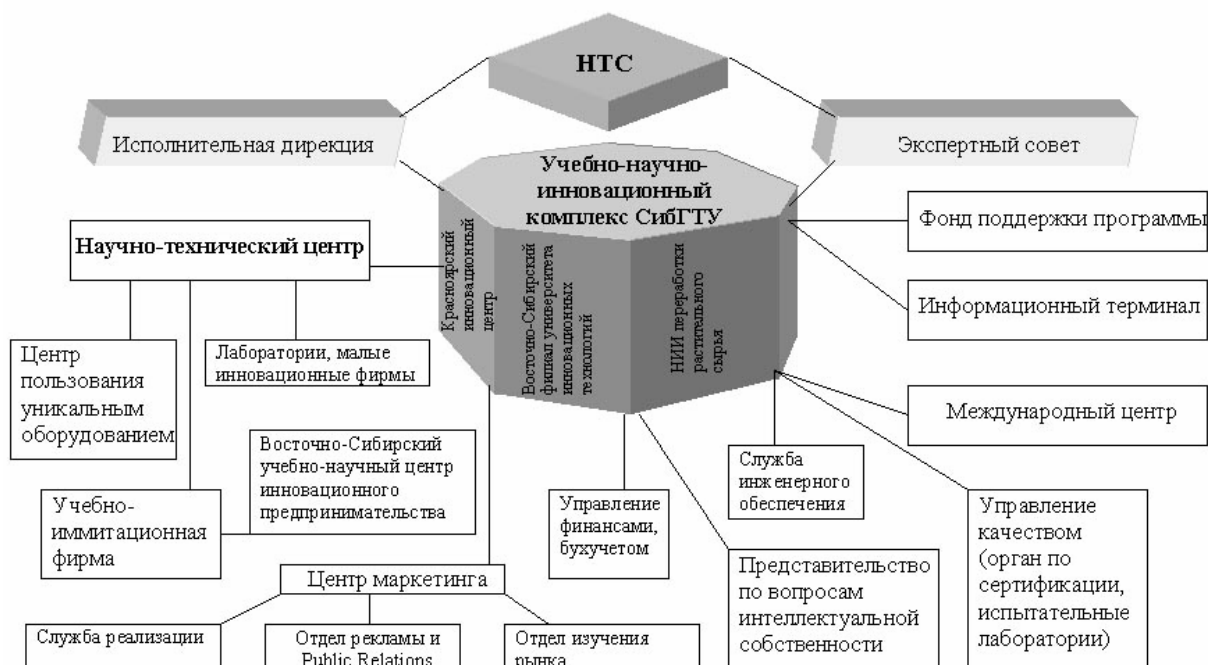 НТС
Исполнительная дирекция
Экспертный совет
Учебно-научно-
инновационный
комплекс СибГТУ
Красноярский
инновационный
центр
Восточно-Сибирский
филиал университета
инновационных
технологий
НИИ переработки
растительного
сырья
Фонд поддержки программы
Информационный терминал
Международный центр
Научно-технический центр
Центр
пользования
уникальным
оборудованием
Лаборатории, малые
инновационные фирмы
Восточно-Сибирский
учебно-научный центр
инновационного
предпринимательства
Учебно-
иммитационная
фирма
Управление
финансами,
бухучетом
Служба
инженерного
обеспечения
Представительство
по вопросам
интеллектуальной
собственности
Управление
качеством
(орган по
сертификации,
испытательные
лаборатории)
Центр маркетинга
Служба реализации
Отдел рекламы и
Public Relations
Отдел изучения
рынка